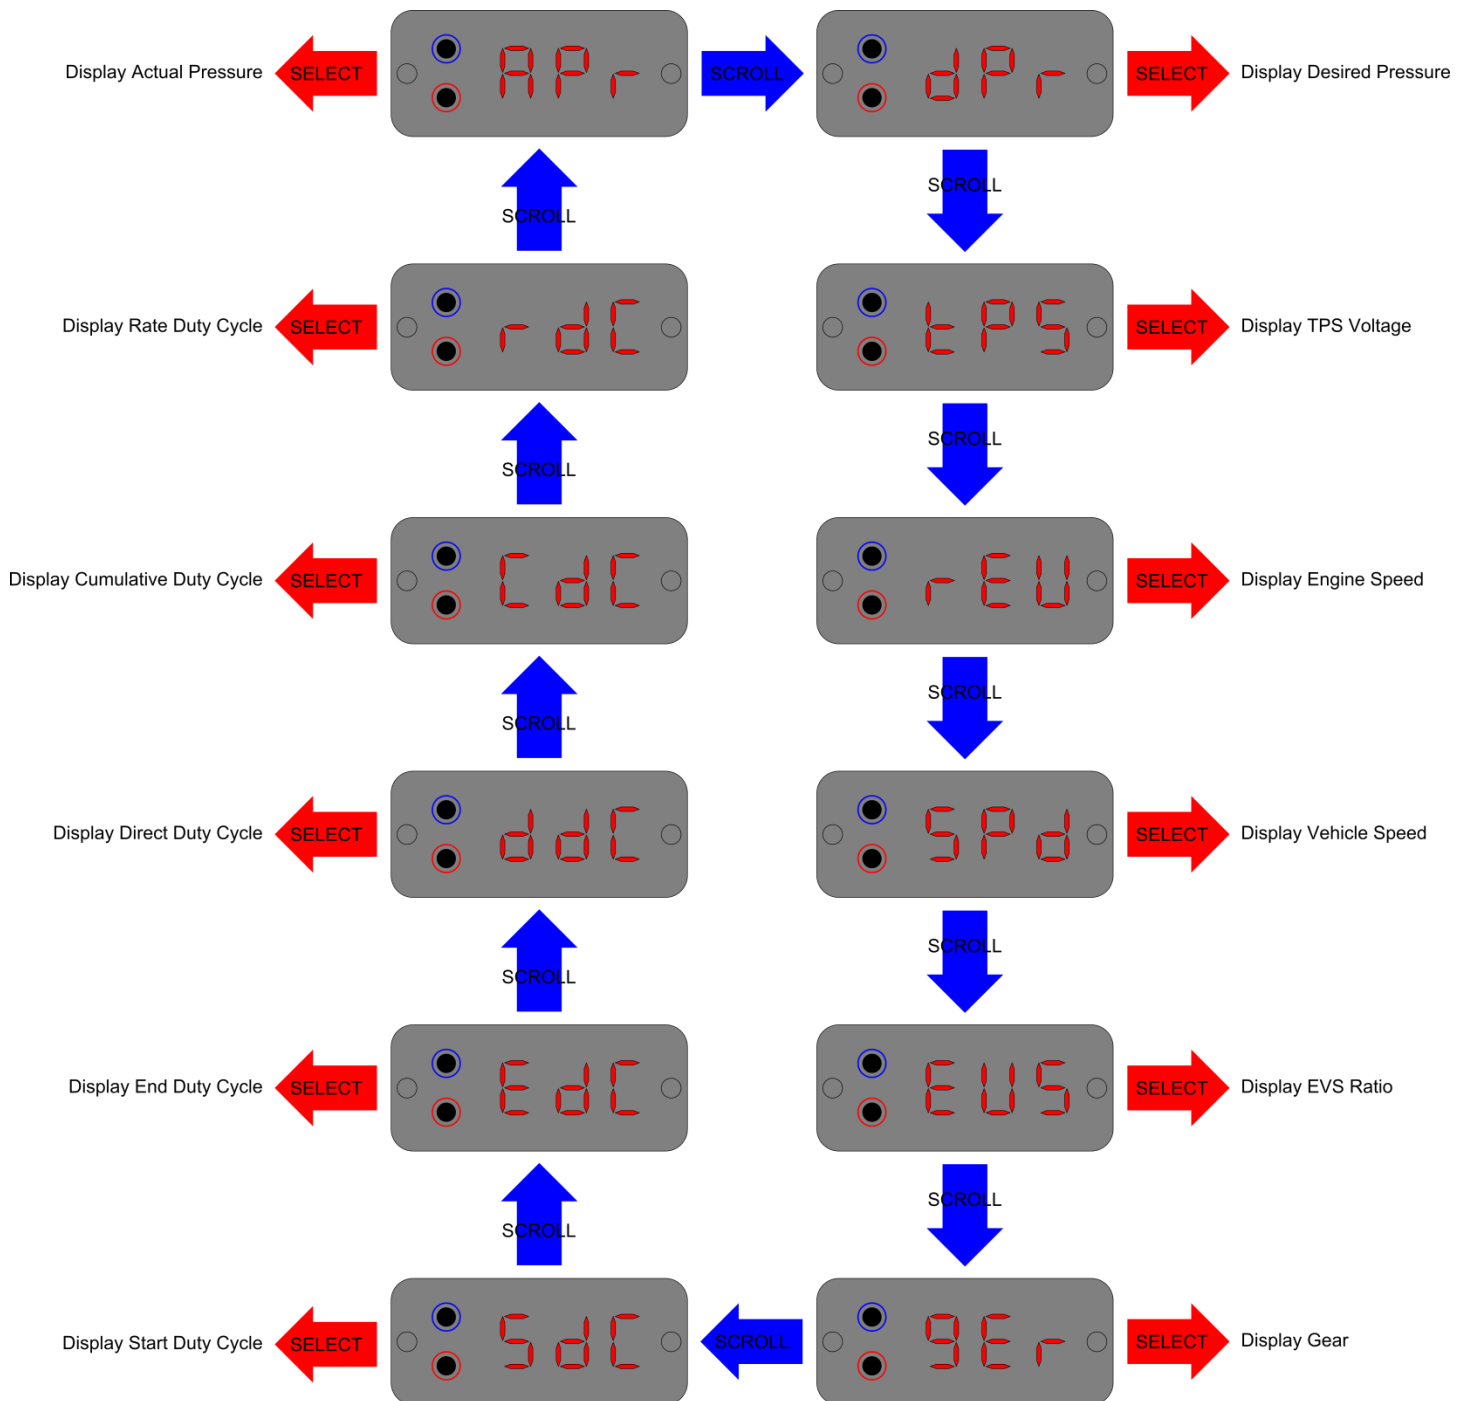 Display Actual Pressure SELECT APr SCROLL dPr SELECT Display Desired Pressure
SCROLL SCROLL
Display Rate Duty Cycle SELECT rdC tPS SELECT Display TPS Voltage
SCROLL SCROLL
Display Cumulative Duty Cycle SELECT CdC rEU SELECT Display Engine Speed
SCROLL SCROLL
Display Direct Duty Cycle SELECT ddC SPd SELECT Display Vehicle Speed
SCROLL SCROLL
Display End Duty Cycle SELECT EdC EUS SELECT Display EVS Ratio
SCROLL SCROLL
Display Start Duty Cycle SELECT SdC SCROLL gEr SELECT Display Gear